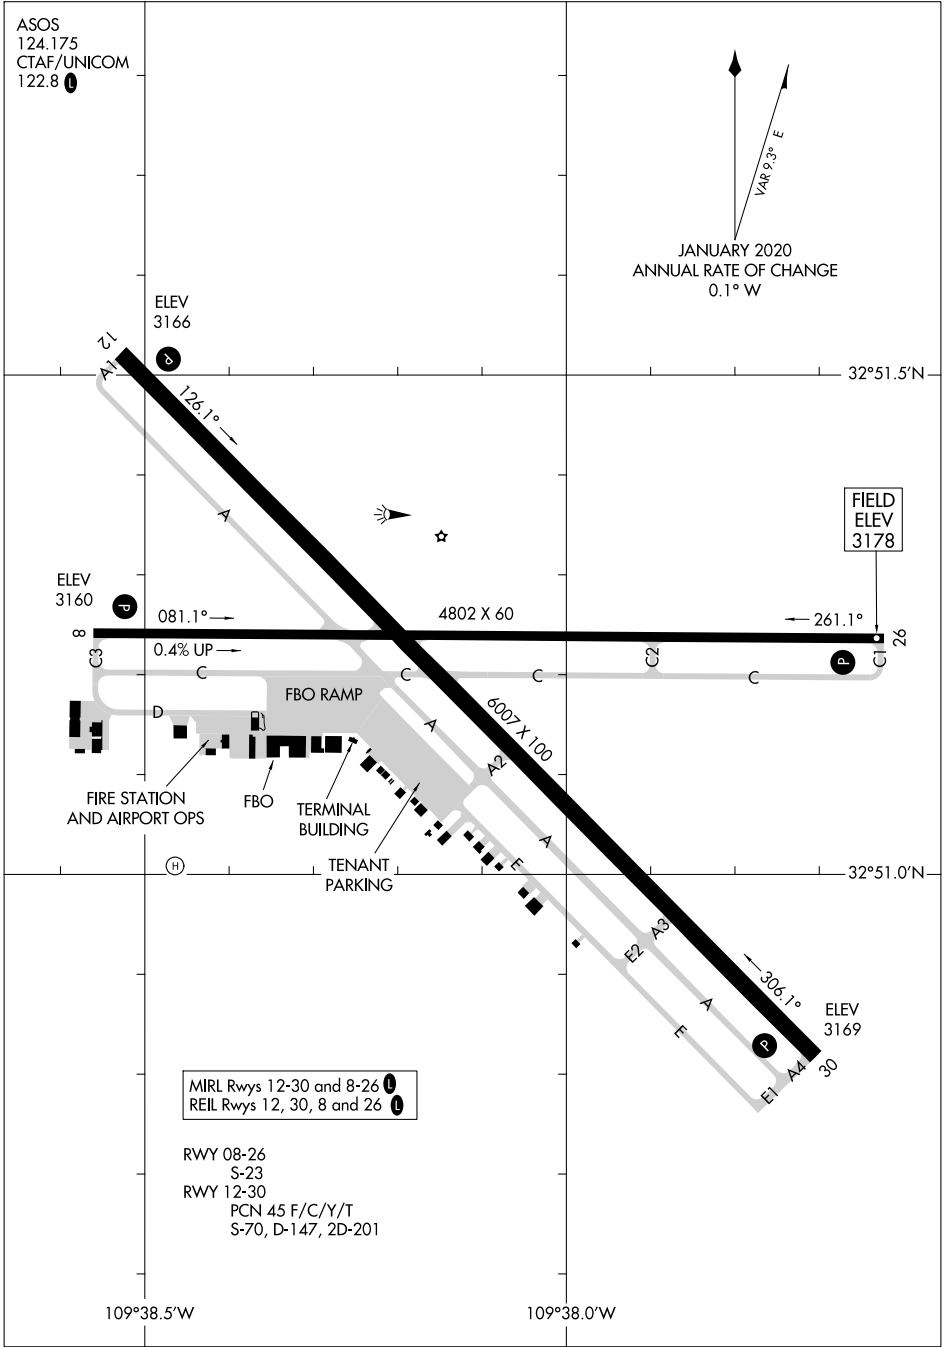 ASOS
124.175
CTAF/UNICOM
122.8 L
VAR 9.3° E
JANUARY 2020
ANNUAL RATE OF CHANGE
0.1° W
ELEV
3166
12
P
A1
32°51.5'N
126.1°
A
FIELD
ELEV
3178
ELEV
3160
P
8
081.1°
4802 X 60
261.1°
26
0.4% UP
C3
C
C
C
C2
C
P
C1
FBO RAMP
D
A
6007 X 100
A2
FIRE STATION
AND AIRPORT OPS
FBO
TERMINAL
BUILDING
TENANT
PARKING
A
E
H
32°51.0'N
A3
E2
A
E
306.1°
ELEV
3169
P
A4
30
E1
MIRL Rwys 12-30 and 8-26 L
REIL Rwys 12, 30, 8 and 26 L
RWY 08-26
S-23
RWY 12-30
PCN 45 F/C/Y/T
S-70, D-147, 2D-201
109°38.5'W
109°38.0'W